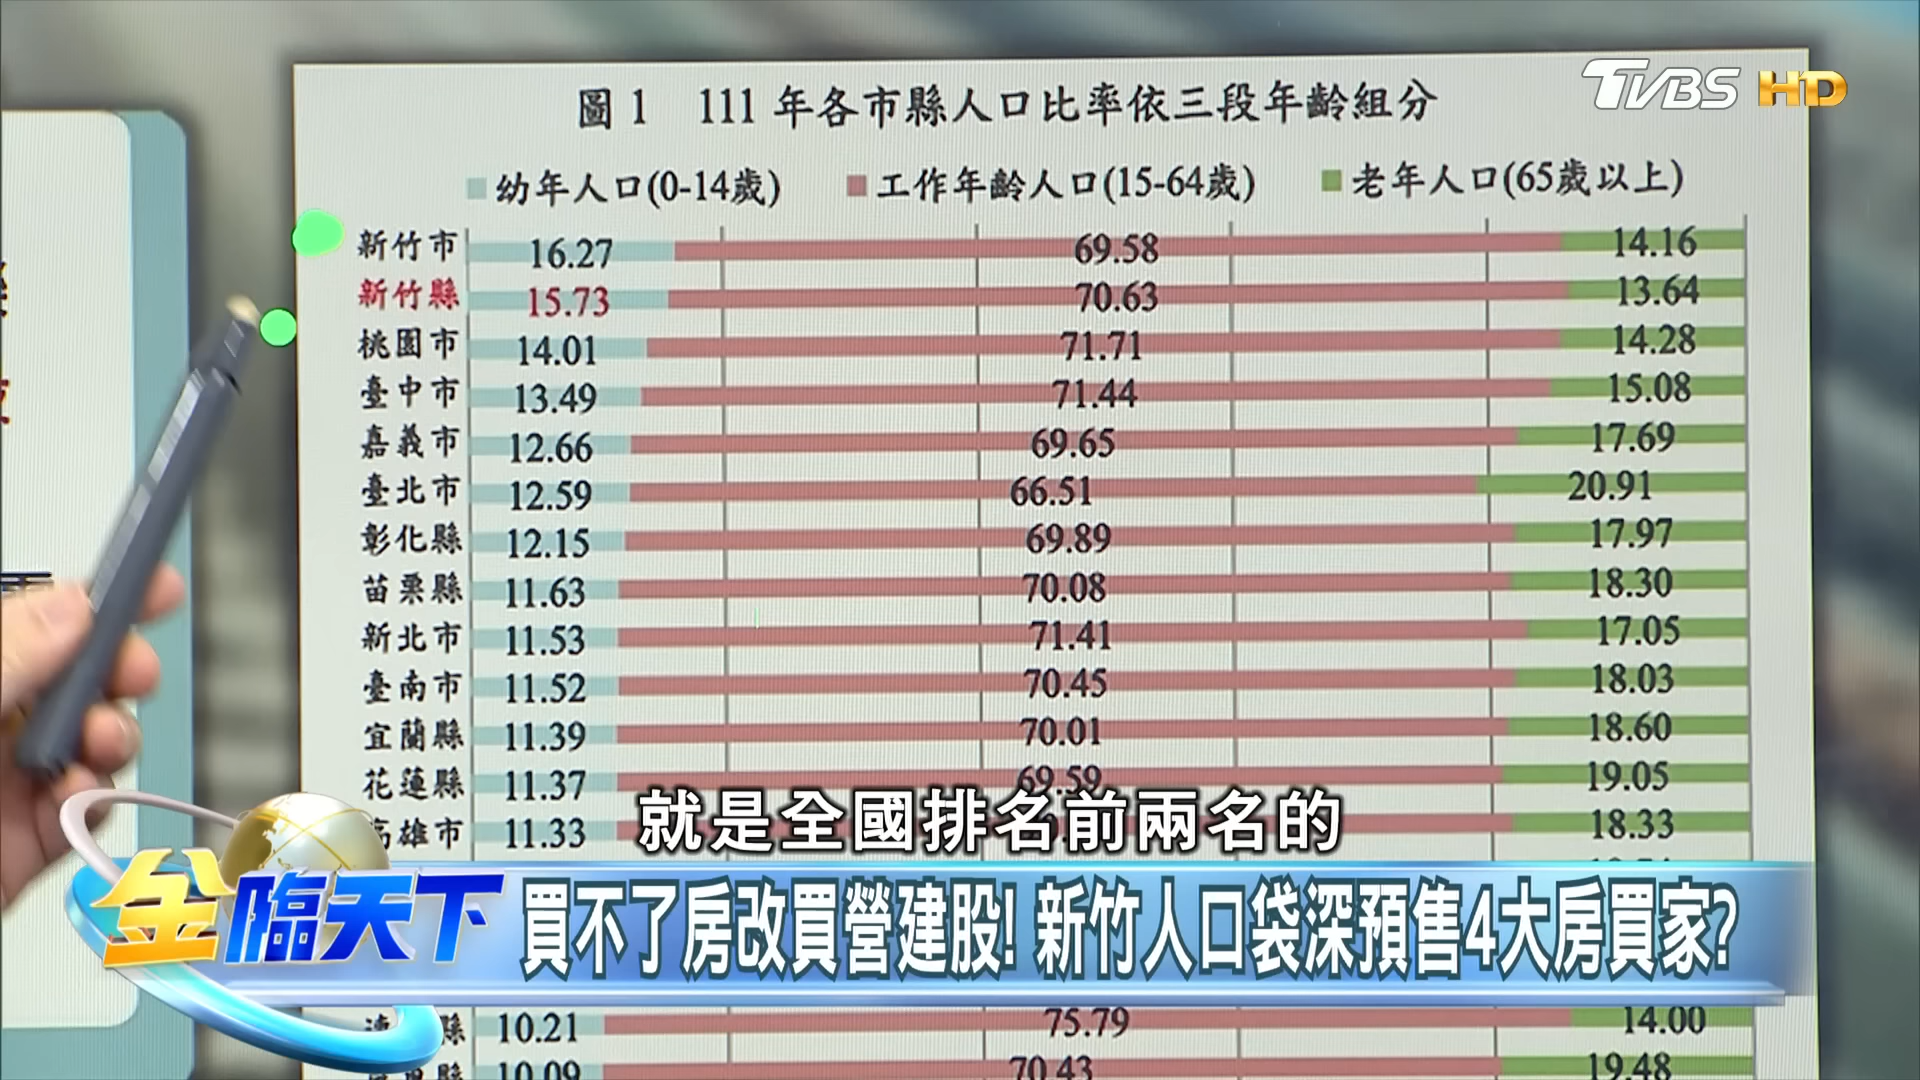 TVBS HD
圖1 111年各市縣人口比率依三段年齡組分
幼年人口(0-14歲) 工作年齡人口(15-64歲) 老年人口(65歲以上)
新竹市 16.27 69.58 14.16
新竹縣 15.73 70.63 13.64
桃園市 14.01 71.71 14.28
臺中市 13.49 71.44 15.08
嘉義市 12.66 69.65 17.69
臺北市 12.59 66.51 20.91
彰化縣 12.15 69.89 17.97
苗栗縣 11.63 70.08 18.30
新北市 11.53 71.41 17.05
臺南市 11.52 70.45 18.03
宜蘭縣 11.39 70.01 18.60
花蓮縣 11.37 69.59 19.05
高雄市 11.33 18.33
就是全國排名前兩名的
金臨天下
買不了房改買營建股! 新竹人口袋深預售4大房買家?
縣 10.21 75.79 14.00
縣 10.09 70.43 19.48